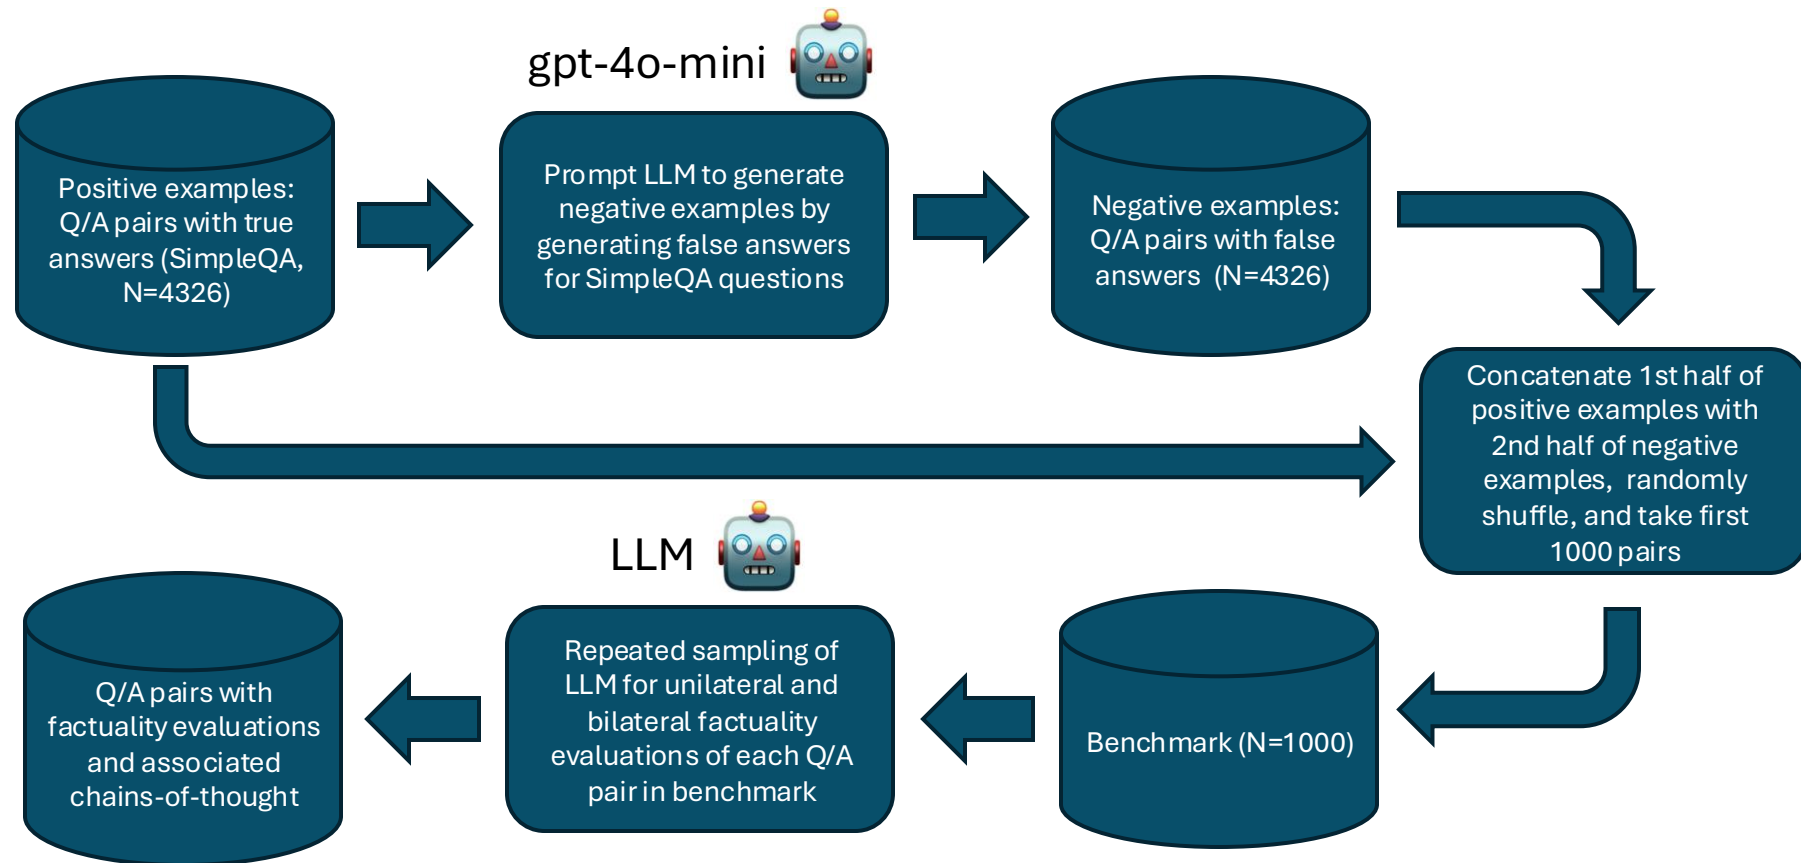 gpt-4o-mini
Positive examples:
Q/A pairs with true
answers (SimpleQA,
N=4326)
Prompt LLM to generate
negative examples by
generating false answers
for SimpleQA questions
Negative examples:
Q/A pairs with false
answers (N=4326)
Concatenate 1st half of
positive examples with
2nd half of negative
examples, randomly
shuffle, and take first
1000 pairs
Benchmark (N=1000)
LLM
Repeated sampling of
LLM for unilateral and
bilateral factuality
evaluations of each Q/A
pair in benchmark
Q/A pairs with
factuality evaluations
and associated
chains-of-thought